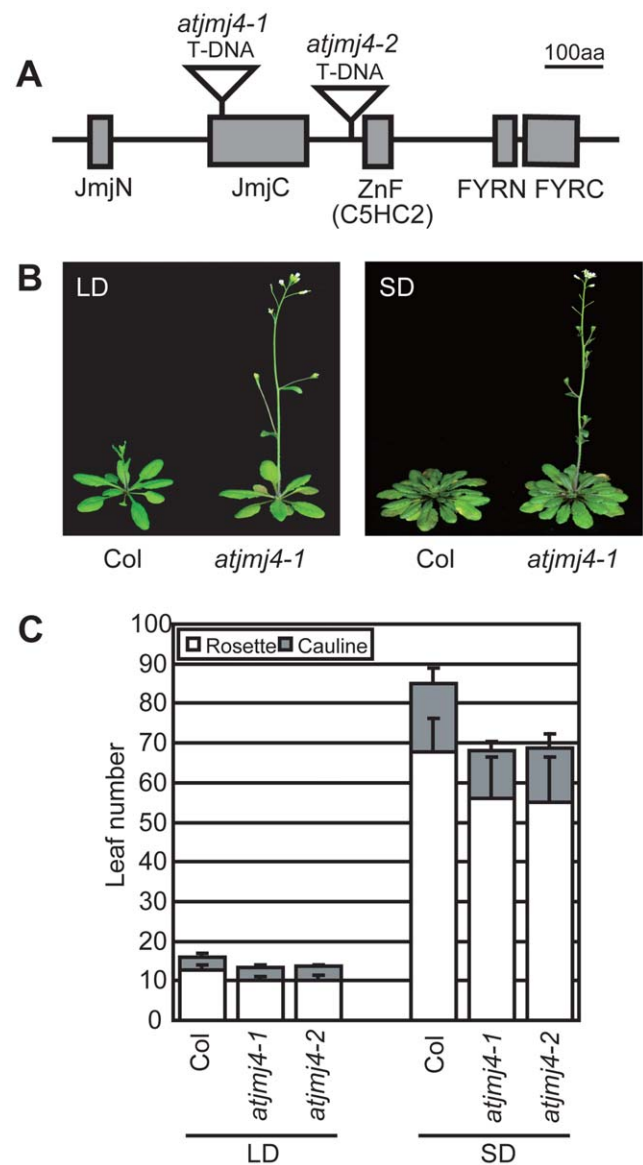 A
atjmj4-1
T-DNA
atjmj4-2
T-DNA
100aa
JmjN
JmjC
ZnF
(C5HC2)
FYRN
FYRC
B
LD
SD
Col
atjmj4-1
Col
atjmj4-1
C
Leaf number
100
90
80
70
60
50
40
30
20
10
0
Rosette
Cauline
Col
atjmj4-1
atjmj4-2
Col
atjmj4-1
atjmj4-2
LD
SD